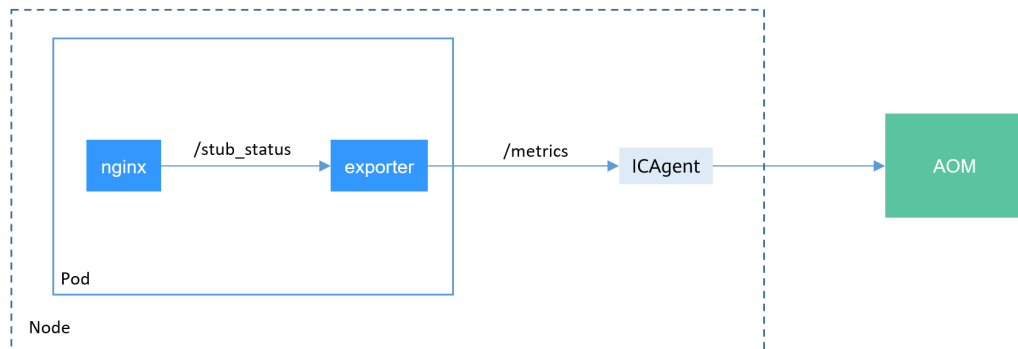 /stub_status
/metrics
nginx
exporter
ICAgent
AOM
Pod
Node